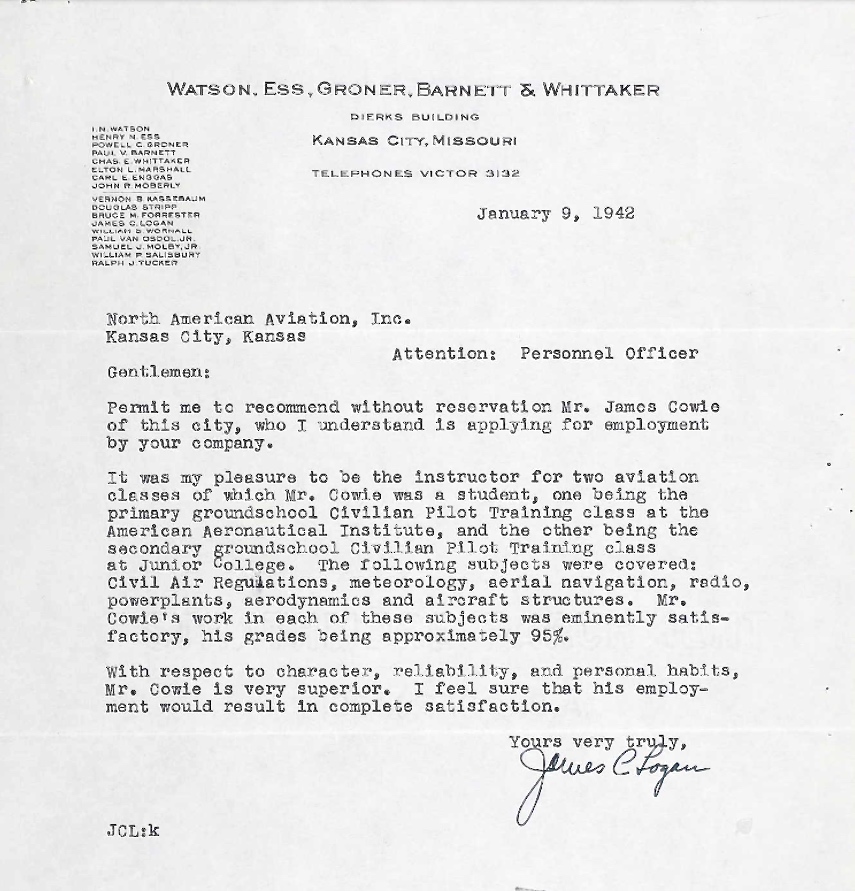 WATSON, ESS, GRONER, BARNETT & WHITTAKER
DIERKS BUILDING
KANSAS CITY, MISSOURI
TELEPHONES VICTOR 3132
I. N. WATSON
HENRY N. ESS
POWELL C. GRONER
PAUL V. BARNETT
CHAS. E. WHITTAKER
ELTON L. MARSHALL
CARL E. ENGGAS
JOHN R. MOBERLY
VERNON B. KASSEBAUM
DOUGLAS STRIPP
BRUCE M. FORRESTER
JAMES C. LOGAN
WILLIAM B. WORNALL
PAUL VAN OSDOL, JR.
SAMUEL J. MOLBY, JR.
WILLIAM P. SALISBURY
RALPH J. TUCKER
January 9, 1942
North American Aviation, Inc.
Kansas City, Kansas
Attention: Personnel Officer
Gentlemen:
Permit me to recommend without reservation Mr. James Cowie
of this city, who I understand is applying for employment
by your company.
It was my pleasure to be the instructor for two aviation
classes of which Mr. Cowie was a student, one being the
primary groundschool Civilian Pilot Training class at the
American Aeronautical Institute, and the other being the
secondary groundschool Civilian Pilot Training class
at Junior College. The following subjects were covered:
Civil Air Regulations, meteorology, aerial navigation, radio,
powerplants, aerodynamics and aircraft structures. Mr.
Cowie's work in each of these subjects was eminently satis-
factory, his grades being approximately 95%.
With respect to character, reliability, and personal habits,
Mr. Cowie is very superior. I feel sure that his employ-
ment would result in complete satisfaction.
Yours very truly,
James C Logan
JCL:k